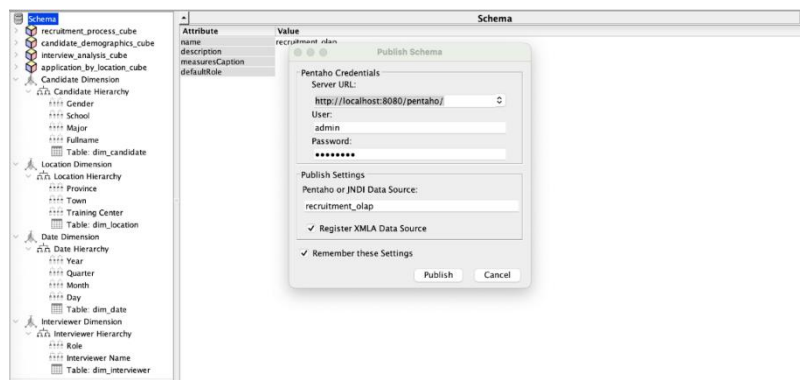 Schema
recruitment_process_cube
candidate_demographics_cube
interview_analysis_cube
application_by_location_cube
Candidate Dimension
Candidate Hierarchy
Gender
School
Major
Fullname
Table: dim_candidate
Location Dimension
Location Hierarchy
Province
Town
Training Center
Table: dim_location
Date Dimension
Date Hierarchy
Year
Quarter
Month
Day
Table: dim_date
Interviewer Dimension
Interviewer Hierarchy
Role
Interviewer Name
Table: dim_interviewer
Schema
Attribute Value
name recruitment_olap
description
measuresCaption
defaultRole
Publish Schema
Pentaho Credentials
Server URL:
http://localhost:8080/pentaho/
User:
admin
Password:
••••••••
Publish Settings
Pentaho or JNDI Data Source:
recruitment_olap
Register XMLA Data Source
Remember these Settings
Publish Cancel